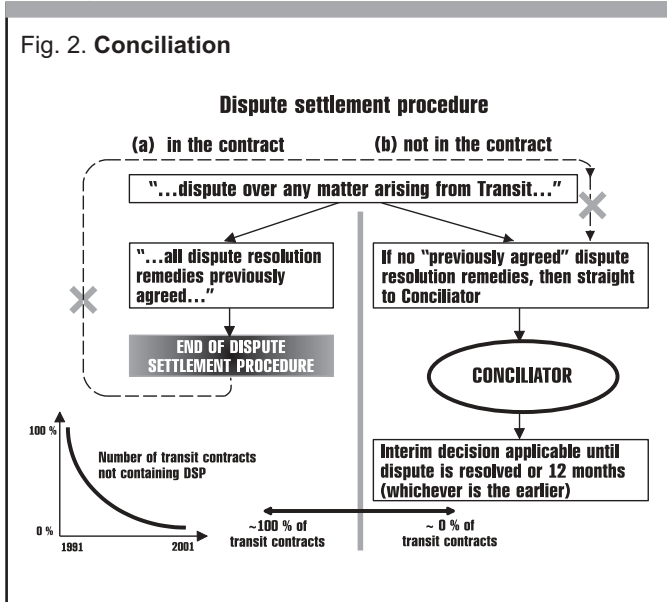 Fig. 2. Conciliation
Dispute settlement procedure
(a) in the contract
(b) not in the contract
“...dispute over any matter arising from Transit...”
“...all dispute resolution
remedies previously
agreed...”
END OF DISPUTE
SETTLEMENT PROCEDURE
If no “previously agreed” dispute
resolution remedies, then straight
to Conciliator
CONCILIATOR
Interim decision applicable until
dispute is resolved or 12 months
(whichever is the earlier)
100 %
Number of transit contracts
not containing DSP
0 %
1991
2001
~100 % of
transit contracts
~ 0 % of
transit contracts